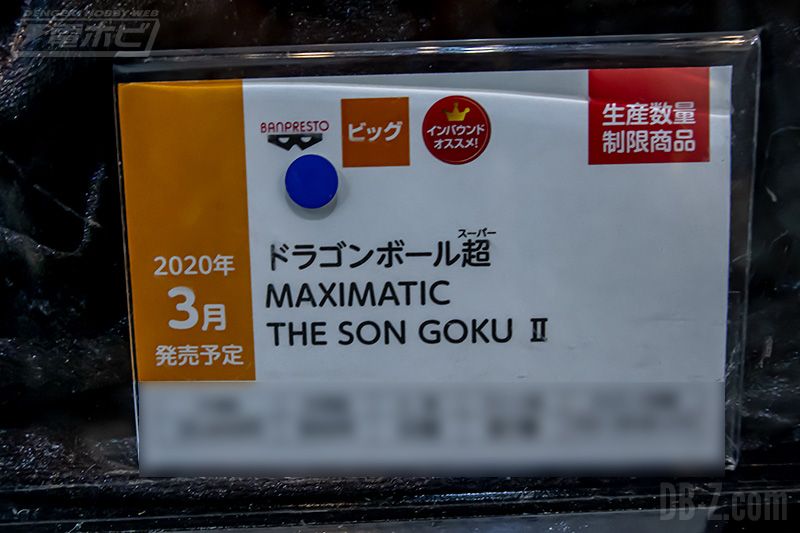 DENGEKI HOBBY WEB
電撃ホビー
BANPRESTO
ビッグ
インバウンド
オススメ!
生産数量
制限商品
2020年
3月
発売予定
スーパー
ドラゴンボール超
MAXIMATIC
THE SON GOKU Ⅱ
DB-Z.com